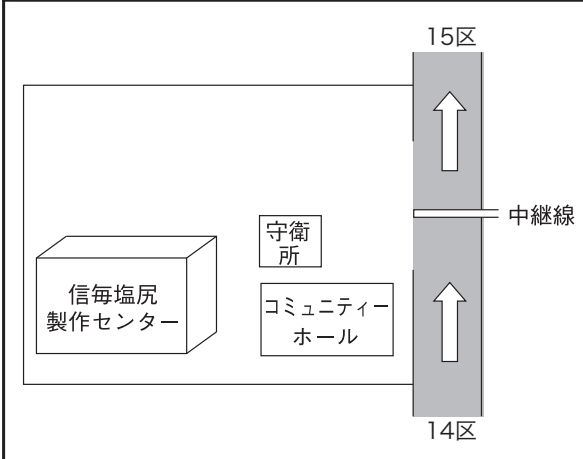 15区
中継線
守衛
所
信毎塩尻
製作センター
コミュニティー
ホール
14区